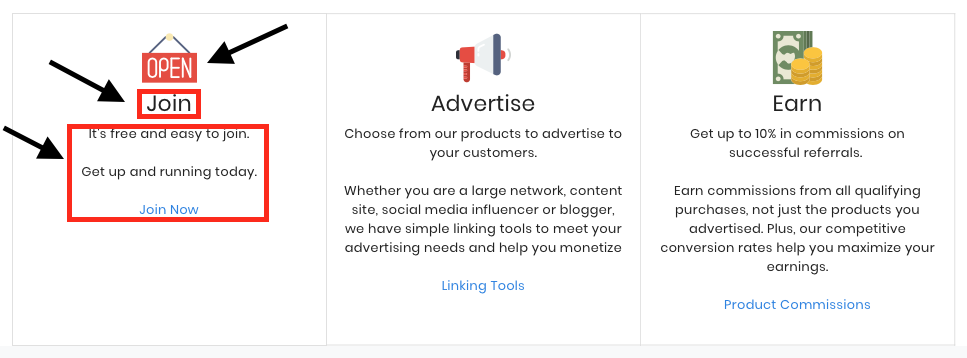 OPEN
Join
It's free and easy to join.
Get up and running today.
Join Now
Advertise
Choose from our products to advertise to
your customers.
Whether you are a large network, content
site, social media influencer or blogger,
we have simple linking tools to meet your
advertising needs and help you monetize
Linking Tools
Earn
Get up to 10% in commissions on
successful referrals.
Earn commissions from all qualifying
purchases, not just the products you
advertised. Plus, our competitive
conversion rates help you maximize your
earnings.
Product Commissions